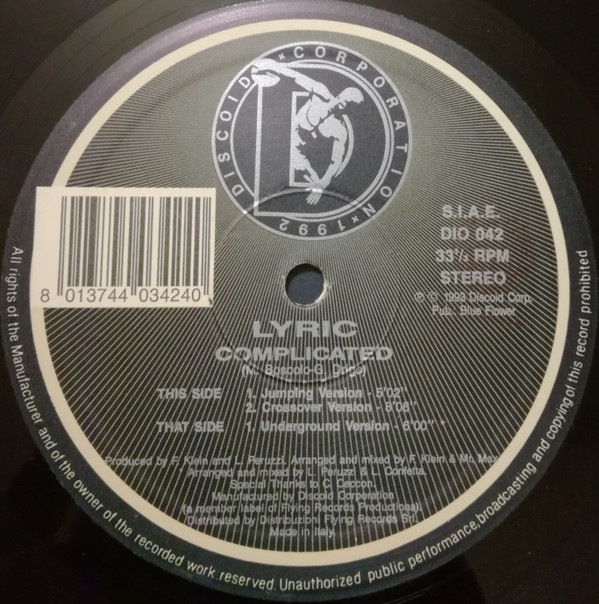 DISCOID * CORPORATION * 1992
S.I.A.E.
DIO 042
33⅓ RPM
STEREO
℗ © 1993 Discoid Corp.
Pub.: Blue Flower
8 013744 034240
LYRIC
COMPLICATED
(M. Boscolo-G. Drigo)
THIS SIDE 1. Jumping Version - 5'02"
2. Crossover Version - 6'06"
THAT SIDE 1. Underground Version - 6'00" *
Produced by F. Klein and L. Peruzzi. Arranged and mixed by F. Klein & Mr. Max
* Arranged and mixed by L. Peruzzi & L. Confetta.
Special Thanks to C. Ceccon.
Manufactured by Discoid Corporation
(a member label of Flying Records Productions).
Distributed by Distribuzioni Flying Records Srl.
Made in Italy.
All rights of the Manufacturer and of the owner of the recorded work reserved. Unauthorized public performance, broadcasting and copying of this record prohibited